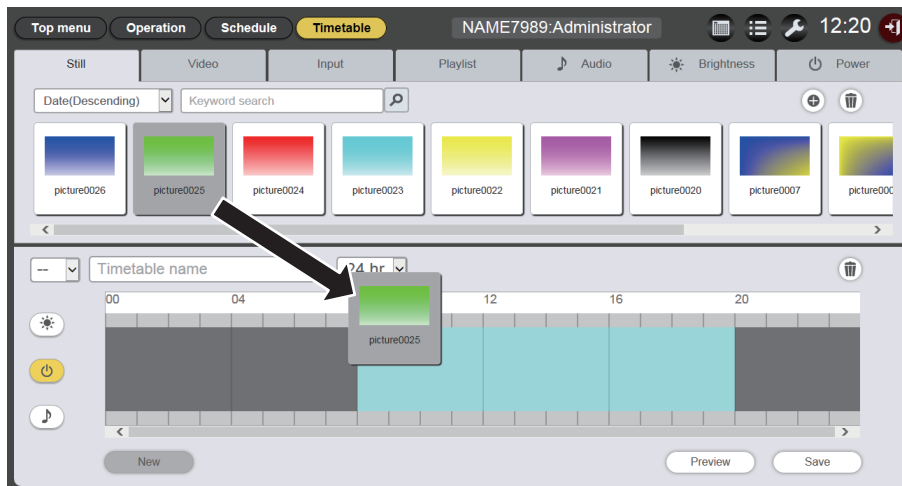 Top menu Operation Schedule Timetable NAME7989:Administrator 12:20
Still Video Input Playlist Audio Brightness Power
Date(Descending) Keyword search
picture0026 picture0025 picture0024 picture0023 picture0022 picture0021 picture0020 picture0007 picture000
-- Timetable name 24 hr
00 04 12 16 20
picture0025
New Preview Save